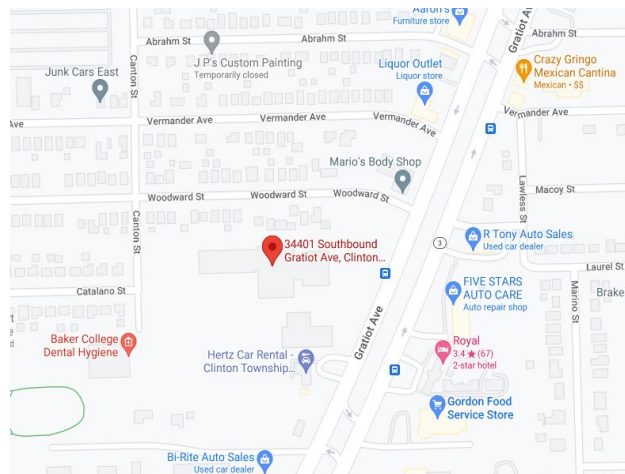 Aaron's
Furniture store
Gratiot Ave
Abrahm St
Abrahm St
Abrahm St
J P's Custom Painting
Temporarily closed
Canton St
Junk Cars East
Liquor Outlet
Liquor store
Crazy Gringo
Mexican Cantina
Mexican • $$
Ave
Vermander Ave
Vermander Ave
Vermander Ave
Vermander Ave
Mario's Body Shop
Woodward St
Woodward St
Woodward St
Lawless St
Macoy St
Canton St
34401 Southbound
Gratiot Ave, Clinton...
3
R Tony Auto Sales
Used car dealer
Laurel St
Catalano St
FIVE STARS
AUTO CARE
Auto repair shop
Marino St
Brake
Gratiot Ave
Baker College
Dental Hygiene
Hertz Car Rental -
Clinton Township...
Royal
3.4 ★ (67)
2-star hotel
Gordon Food
Service Store
Bi-Rite Auto Sales
Used car dealer